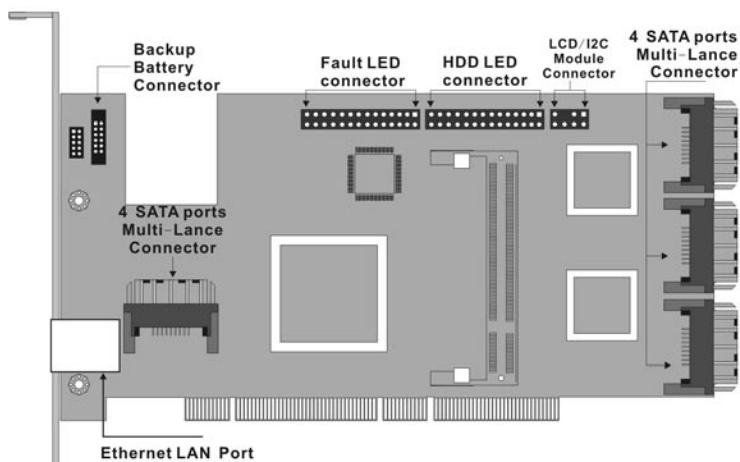 Backup
Battery
Connector
Fault LED
connector
HDD LED
connector
LCD/I2C
Module
Connector
4 SATA ports
Multi-Lance
Connector
4 SATA ports
Multi-Lance
Connector
Ethernet LAN Port